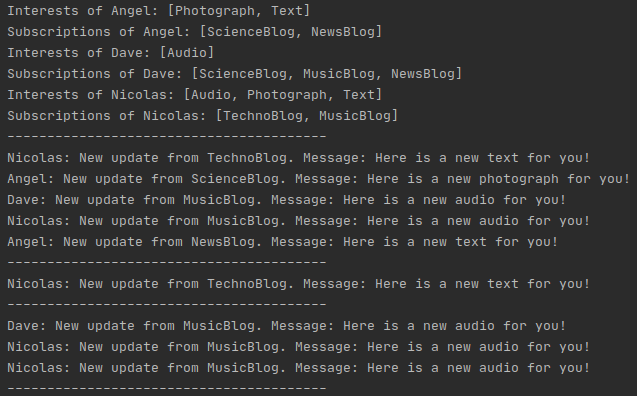 Interests of Angel: [Photograph, Text]
Subscriptions of Angel: [ScienceBlog, NewsBlog]
Interests of Dave: [Audio]
Subscriptions of Dave: [ScienceBlog, MusicBlog, NewsBlog]
Interests of Nicolas: [Audio, Photograph, Text]
Subscriptions of Nicolas: [TechnoBlog, MusicBlog]
----------------------------------------
Nicolas: New update from TechnoBlog. Message: Here is a new text for you!
Angel: New update from ScienceBlog. Message: Here is a new photograph for you!
Dave: New update from MusicBlog. Message: Here is a new audio for you!
Nicolas: New update from MusicBlog. Message: Here is a new audio for you!
Angel: New update from NewsBlog. Message: Here is a new text for you!
----------------------------------------
Nicolas: New update from TechnoBlog. Message: Here is a new text for you!
----------------------------------------
Dave: New update from MusicBlog. Message: Here is a new audio for you!
Nicolas: New update from MusicBlog. Message: Here is a new audio for you!
Nicolas: New update from MusicBlog. Message: Here is a new audio for you!
----------------------------------------